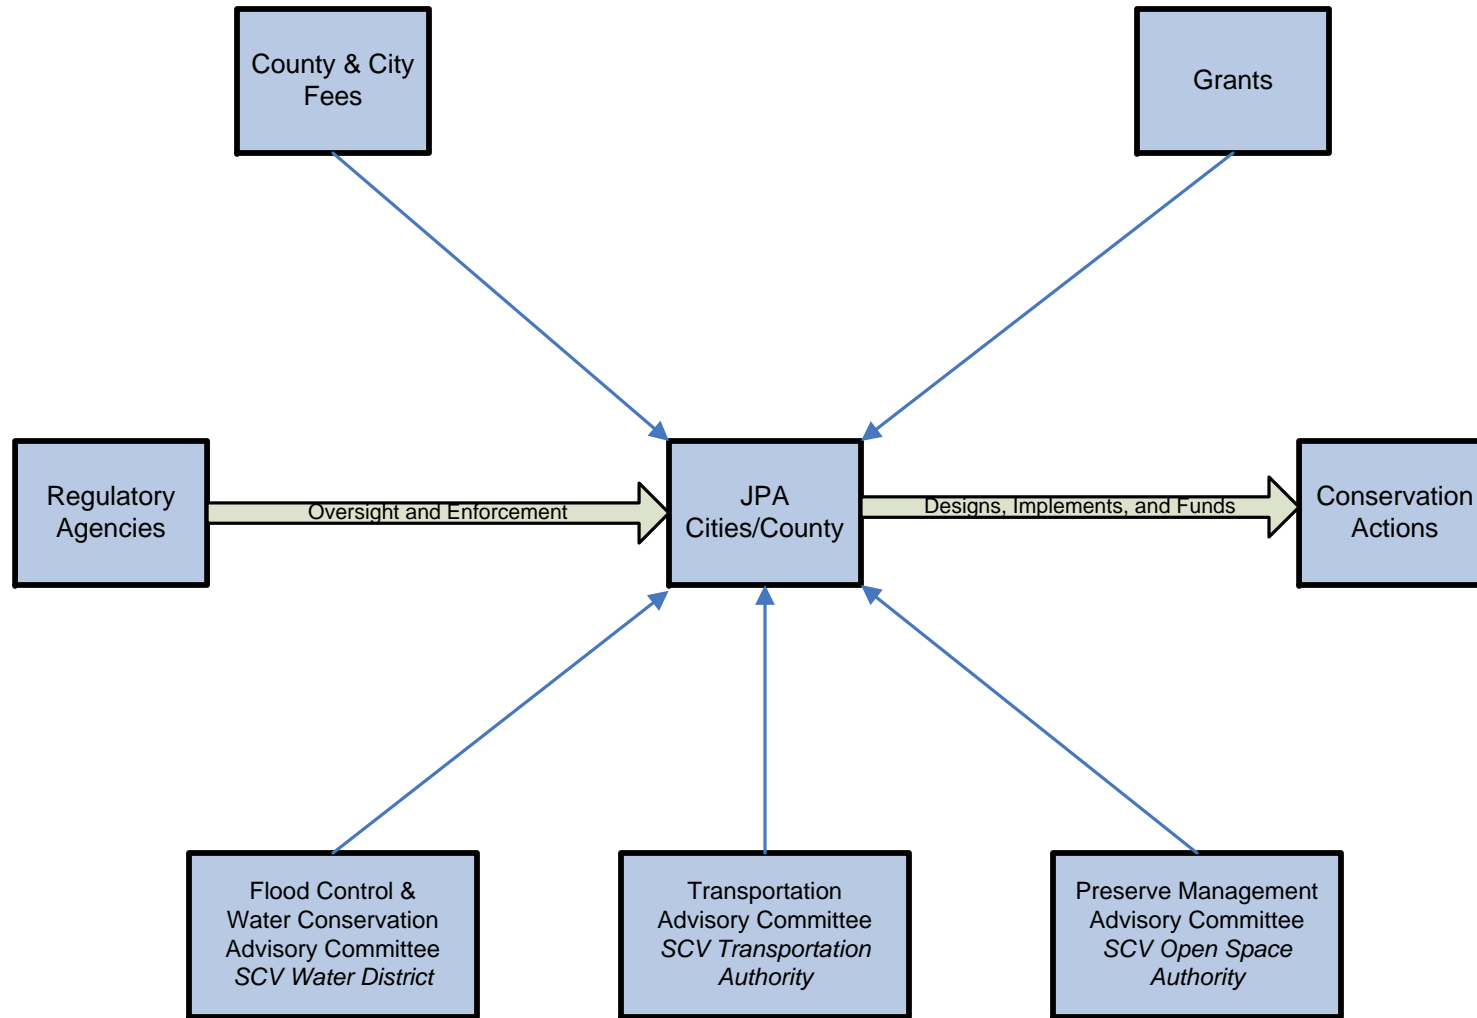 County & City
Fees
Grants
Regulatory
Agencies
Oversight and Enforcement
JPA
Cities/County
Designs, Implements, and Funds
Conservation
Actions
Flood Control &
Water Conservation
Advisory Committee
SCV Water District
Transportation
Advisory Committee
SCV Transportation
Authority
Preserve Management
Advisory Committee
SCV Open Space
Authority